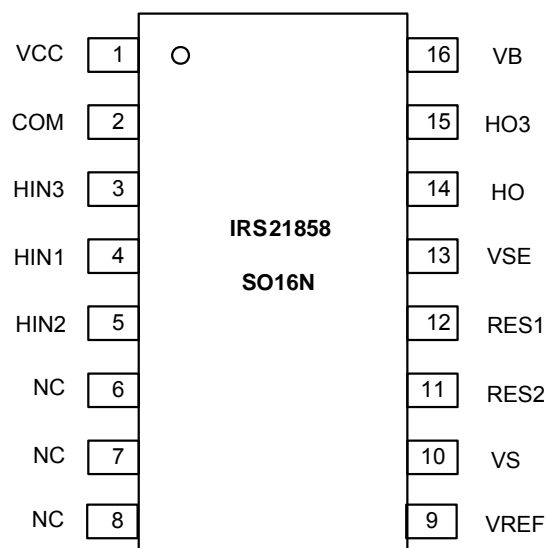 VCC 1 16 VB
COM 2 15 HO3
HIN3 3 14 HO
IRS21858
HIN1 4 13 VSE
SO16N
HIN2 5 12 RES1
NC 6 11 RES2
NC 7 10 VS
NC 8 9 VREF